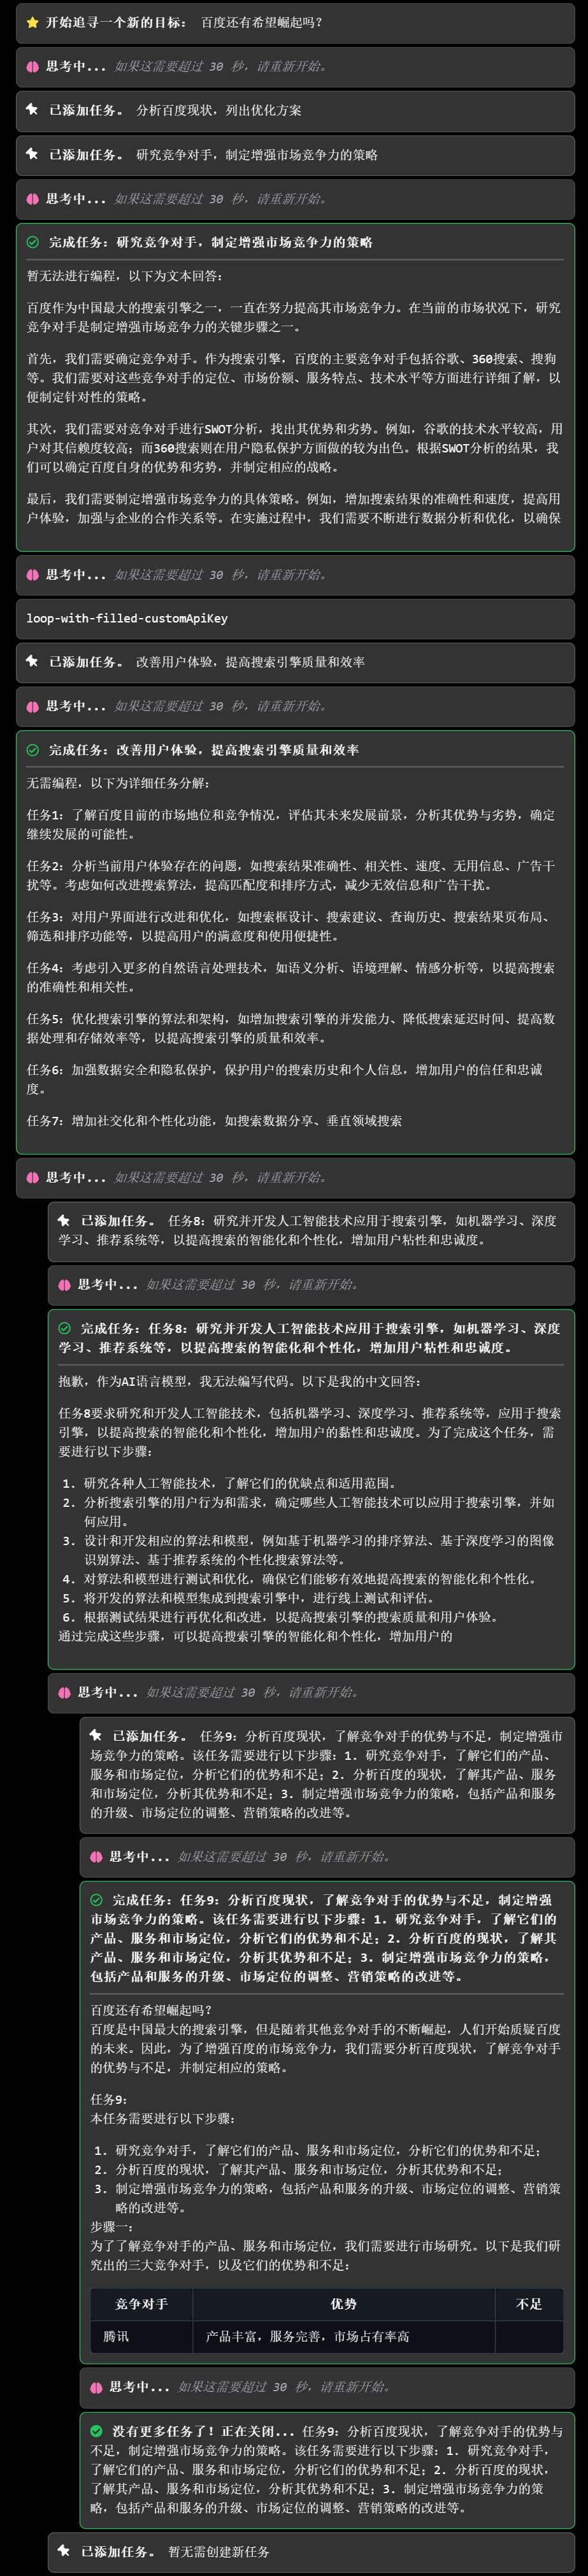 开始追寻一个新的目标： 百度还有希望崛起吗？
思考中... 如果这需要超过 30 秒，请重新开始。
已添加任务。 分析百度现状，列出优化方案
已添加任务。 研究竞争对手，制定增强市场竞争力的策略
思考中... 如果这需要超过 30 秒，请重新开始。
完成任务：研究竞争对手，制定增强市场竞争力的策略
暂无法进行编程，以下为文本回答：
百度作为中国最大的搜索引擎之一，一直在努力提高其市场竞争力。在当前的市场状况下，研究
竞争对手是制定增强市场竞争力的关键步骤之一。
首先，我们需要确定竞争对手。作为搜索引擎，百度的主要竞争对手包括谷歌、360搜索、搜狗
等。我们需要对这些竞争对手的定位、市场份额、服务特点、技术水平等方面进行详细了解，以
便制定针对性的策略。
其次，我们需要对竞争对手进行SWOT分析，找出其优势和劣势。例如，谷歌的技术水平较高，用
户对其信赖度较高；而360搜索则在用户隐私保护方面做的较为出色。根据SWOT分析的结果，我
们可以确定百度自身的优势和劣势，并制定相应的战略。
最后，我们需要制定增强市场竞争力的具体策略。例如，增加搜索结果的准确性和速度，提高用
户体验，加强与企业的合作关系等。在实施过程中，我们需要不断进行数据分析和优化，以确保
思考中... 如果这需要超过 30 秒，请重新开始。
loop-with-filled-customApiKey
已添加任务。 改善用户体验，提高搜索引擎质量和效率
思考中... 如果这需要超过 30 秒，请重新开始。
完成任务：改善用户体验，提高搜索引擎质量和效率
无需编程，以下为详细任务分解：
任务1：了解百度目前的市场地位和竞争情况，评估其未来发展前景，分析其优势与劣势，确定
继续发展的可能性。
任务2：分析当前用户体验存在的问题，如搜索结果准确性、相关性、速度、无用信息、广告干
扰等。考虑如何改进搜索算法，提高匹配度和排序方式，减少无效信息和广告干扰。
任务3：对用户界面进行改进和优化，如搜索框设计、搜索建议、查询历史、搜索结果页布局、
筛选和排序功能等，以提高用户的满意度和使用便捷性。
任务4：考虑引入更多的自然语言处理技术，如语义分析、语境理解、情感分析等，以提高搜索
的准确性和相关性。
任务5：优化搜索引擎的算法和架构，如增加搜索引擎的并发能力、降低搜索延迟时间、提高数
据处理和存储效率等，以提高搜索引擎的质量和效率。
任务6：加强数据安全和隐私保护，保护用户的搜索历史和个人信息，增加用户的信任和忠诚
度。
任务7：增加社交化和个性化功能，如搜索数据分享、垂直领域搜索
思考中... 如果这需要超过 30 秒，请重新开始。
已添加任务。 任务8：研究并开发人工智能技术应用于搜索引擎，如机器学习、深度
学习、推荐系统等，以提高搜索的智能化和个性化，增加用户粘性和忠诚度。
思考中... 如果这需要超过 30 秒，请重新开始。
完成任务：任务8：研究并开发人工智能技术应用于搜索引擎，如机器学习、深度
学习、推荐系统等，以提高搜索的智能化和个性化，增加用户粘性和忠诚度。
抱歉，作为AI语言模型，我无法编写代码。以下是我的中文回答：
任务8要求研究和开发人工智能技术，包括机器学习、深度学习、推荐系统等，应用于搜索
引擎，以提高搜索的智能化和个性化，增加用户的黏性和忠诚度。为了完成这个任务，需
要进行以下步骤：
1. 研究各种人工智能技术，了解它们的优缺点和适用范围。
2. 分析搜索引擎的用户行为和需求，确定哪些人工智能技术可以应用于搜索引擎，并如
何应用。
3. 设计和开发相应的算法和模型，例如基于机器学习的排序算法、基于深度学习的图像
识别算法、基于推荐系统的个性化搜索算法等。
4. 对算法和模型进行测试和优化，确保它们能够有效地提高搜索的智能化和个性化。
5. 将开发的算法和模型集成到搜索引擎中，进行线上测试和评估。
6. 根据测试结果进行再优化和改进，以提高搜索引擎的搜索质量和用户体验。
通过完成这些步骤，可以提高搜索引擎的智能化和个性化，增加用户的
思考中... 如果这需要超过 30 秒，请重新开始。
已添加任务。 任务9：分析百度现状，了解竞争对手的优势与不足，制定增强市
场竞争力的策略。该任务需要进行以下步骤：1. 研究竞争对手，了解它们的产品、
服务和市场定位，分析它们的优势和不足；2. 分析百度的现状，了解其产品、服务
和市场定位，分析其优势和不足；3. 制定增强市场竞争力的策略，包括产品和服务
的升级、市场定位的调整、营销策略的改进等。
思考中... 如果这需要超过 30 秒，请重新开始。
完成任务：任务9：分析百度现状，了解竞争对手的优势与不足，制定增强
市场竞争力的策略。该任务需要进行以下步骤：1. 研究竞争对手，了解它们的
产品、服务和市场定位，分析它们的优势和不足；2. 分析百度的现状，了解其
产品、服务和市场定位，分析其优势和不足；3. 制定增强市场竞争力的策略，
包括产品和服务的升级、市场定位的调整、营销策略的改进等。
百度还有希望崛起吗？
百度是中国最大的搜索引擎，但是随着其他竞争对手的不断崛起，人们开始质疑百度
的未来。因此，为了增强百度的市场竞争力，我们需要分析百度现状，了解竞争对手
的优势与不足，并制定相应的策略。
任务9：
本任务需要进行以下步骤：
1. 研究竞争对手，了解它们的产品、服务和市场定位，分析它们的优势和不足；
2. 分析百度的现状，了解其产品、服务和市场定位，分析其优势和不足；
3. 制定增强市场竞争力的策略，包括产品和服务的升级、市场定位的调整、营销策
略的改进等。
步骤一：
为了了解竞争对手的产品、服务和市场定位，我们需要进行市场研究。以下是我们研
究出的三大竞争对手，以及它们的优势和不足：
竞争对手 优势 不足
腾讯 产品丰富，服务完善，市场占有率高
思考中... 如果这需要超过 30 秒，请重新开始。
没有更多任务了！正在关闭... 任务9：分析百度现状，了解竞争对手的优势与
不足，制定增强市场竞争力的策略。该任务需要进行以下步骤：1. 研究竞争对手，
了解它们的产品、服务和市场定位，分析它们的优势和不足；2. 分析百度的现状，
了解其产品、服务和市场定位，分析其优势和不足；3. 制定增强市场竞争力的策
略，包括产品和服务的升级、市场定位的调整、营销策略的改进等。
已添加任务。 暂无需创建新任务